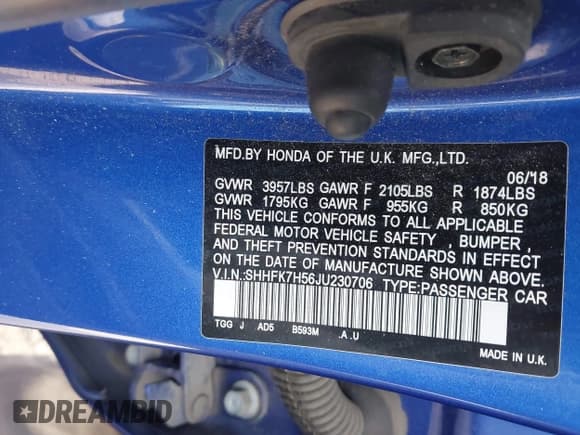 MFD.BY HONDA OF THE U.K. MFG.,LTD.
06/18
GVWR 3957LBS GAWR F 2105LBS R 1874LBS
GVWR 1795KG GAWR F 955KG R 850KG
THIS VEHICLE CONFORMS TO ALL APPLICABLE
FEDERAL MOTOR VEHICLE SAFETY , BUMPER ,
AND THEFT PREVENTION STANDARDS IN EFFECT
ON THE DATE OF MANUFACTURE SHOWN ABOVE.
V.I.N.:SHHFK7H56JU230706 TYPE:PASSENGER CAR
TGG J AD5 B593M .A .U
MADE IN U.K.
DREAMBID